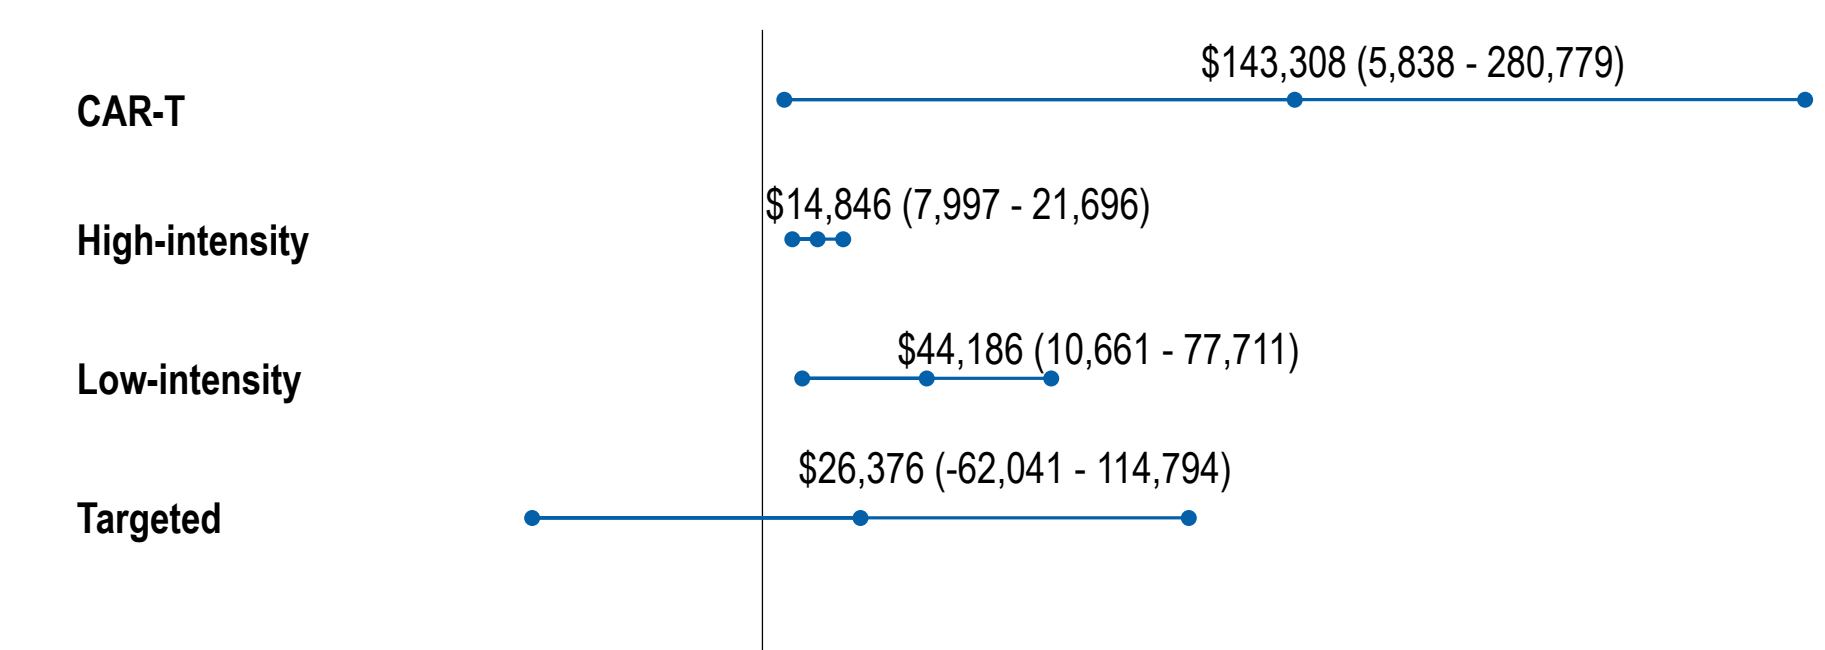 $143,308 (5,838 - 280,779)
CAR-T
$14,846 (7,997 - 21,696)
High-intensity
$44,186 (10,661 - 77,711)
Low-intensity
$26,376 (-62,041 - 114,794)
Targeted